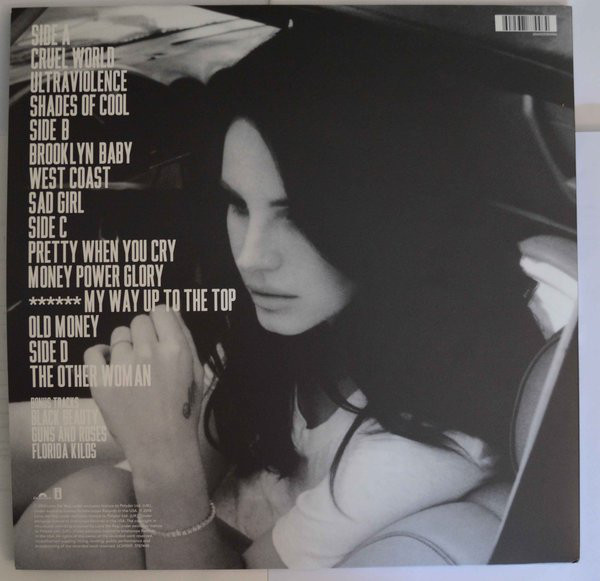 SIDE A
CRUEL WORLD
ULTRAVIOLENCE
SHADES OF COOL
SIDE B
BROOKLYN BABY
WEST COAST
SAD GIRL
SIDE C
PRETTY WHEN YOU CRY
MONEY POWER GLORY
****** MY WAY UP TO THE TOP
OLD MONEY
SIDE D
THE OTHER WOMAN
BONUS TRACKS
BLACK BEAUTY
GUNS AND ROSES
FLORIDA KILOS